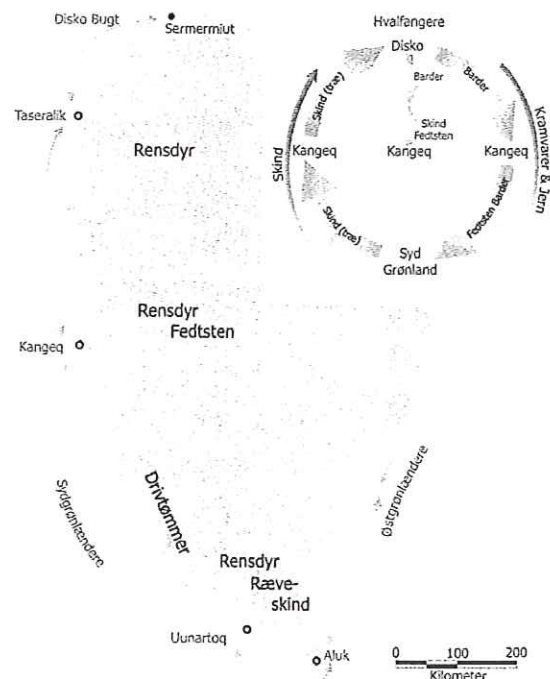 Disko Bugt
Sermermiut
Taseralik
Rensdyr
Rensdyr
Fedtsten
Kangeq
Sydgrønlændere
Drivtømmer
Østgrønlændere
Rensdyr
Ræve-
skind
Uunartoq
Aluk
0 100 200
Kilometer
Hvalfangere
Disko
Barder
Barder
Skind (træ)
Skind
Fedtsten
Kangeq
Kangeq
Kangeq
Skind
Kramvarer & Jern
Skind (træ)
Fedtsten Barder
Syd
Grønland